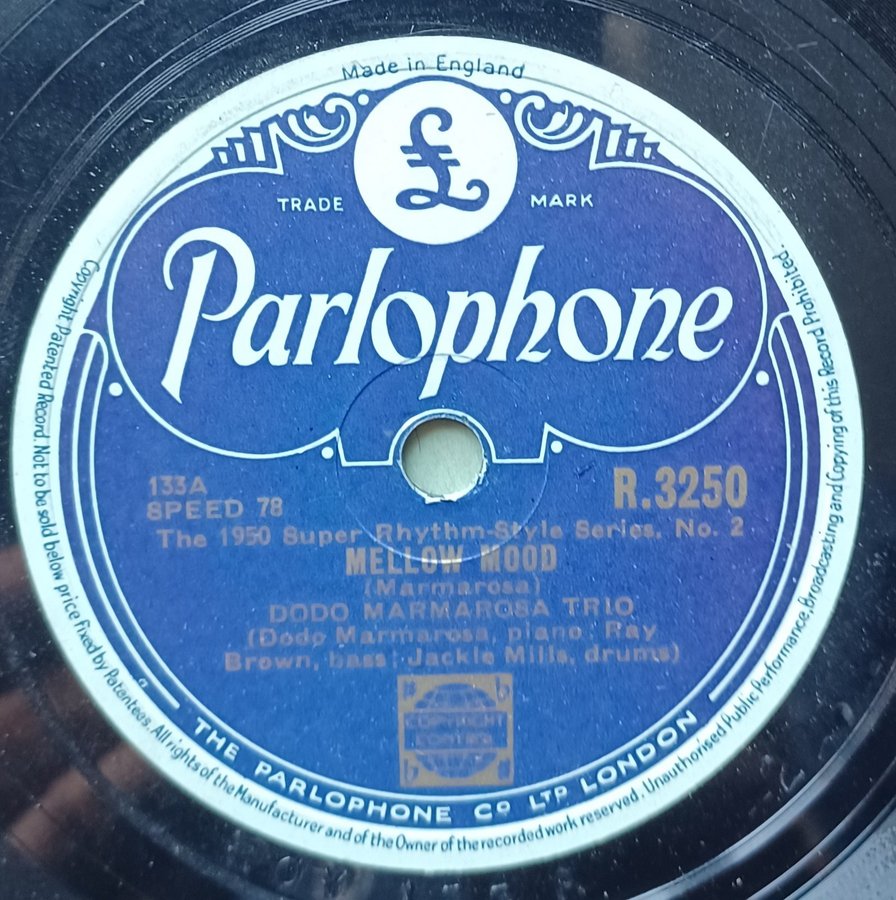 Made in England
£
TRADE MARK
Parlophone
133A
SPEED 78
R.3250
The 1950 Super Rhythm-Style Series, No. 2
MELLOW MOOD
(Marmarosa)
DODO MARMAROSA TRIO
(Dodo Marmarosa, piano; Ray
Brown, bass; Jackie Mills, drums)
COPYRIGHT
THE PARLOPHONE CO LTD LONDON
Copyright Patented Record. Not to be sold below price fixed by Patentees. All rights of the Manufacturer and of the Owner of the recorded work reserved. Unauthorised Public Performance, Broadcasting and Copying of this Record Prohibited.